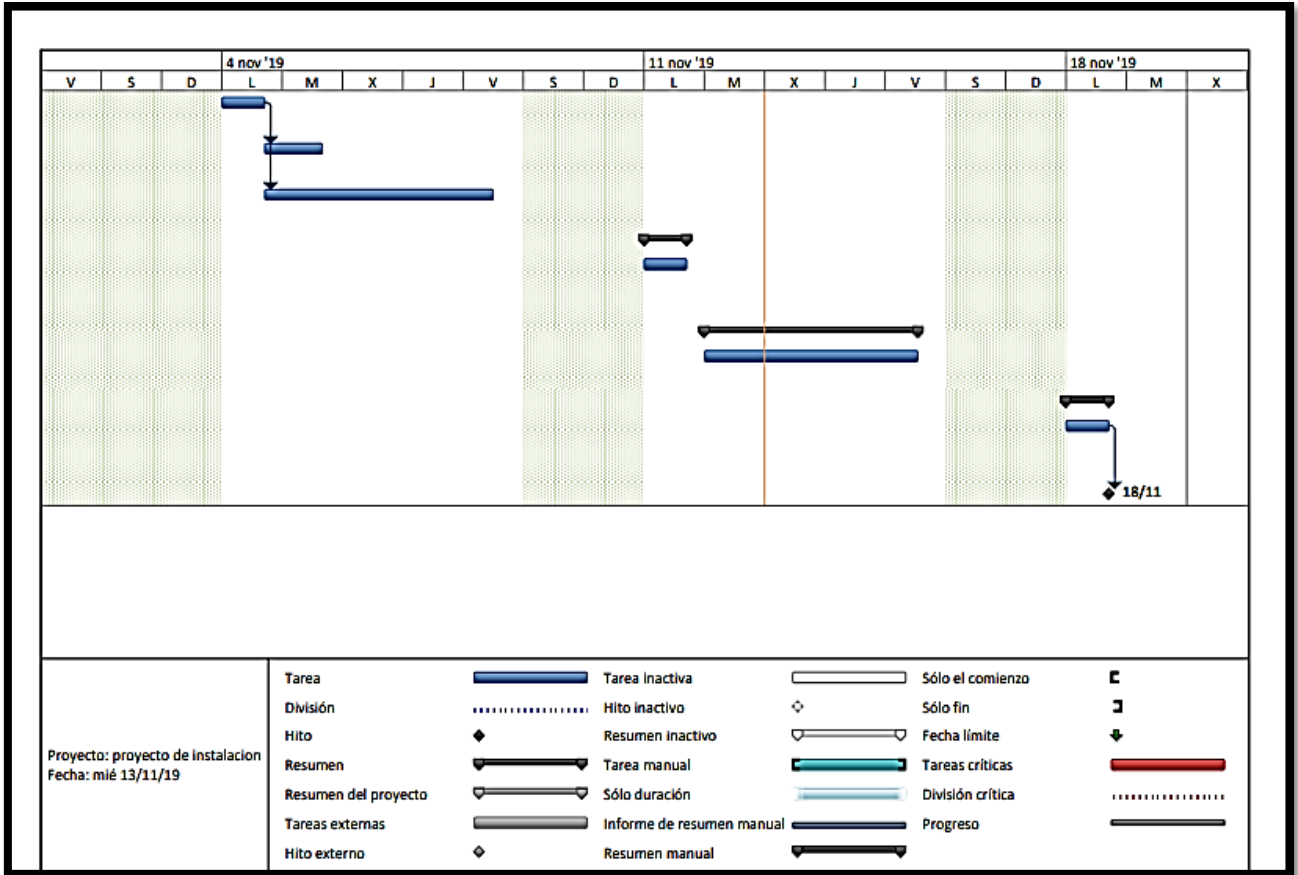 4 nov '19 11 nov '19 18 nov '19
V S D L M X J V S D L M X J V S D L M X
18/11
Proyecto: proyecto de instalacion
Fecha: mié 13/11/19
Tarea Tarea inactiva Sólo el comienzo
División Hito inactivo Sólo fin
Hito Resumen inactivo Fecha límite
Resumen Tarea manual Tareas críticas
Resumen del proyecto Sólo duración División crítica
Tareas externas Informe de resumen manual Progreso
Hito externo Resumen manual